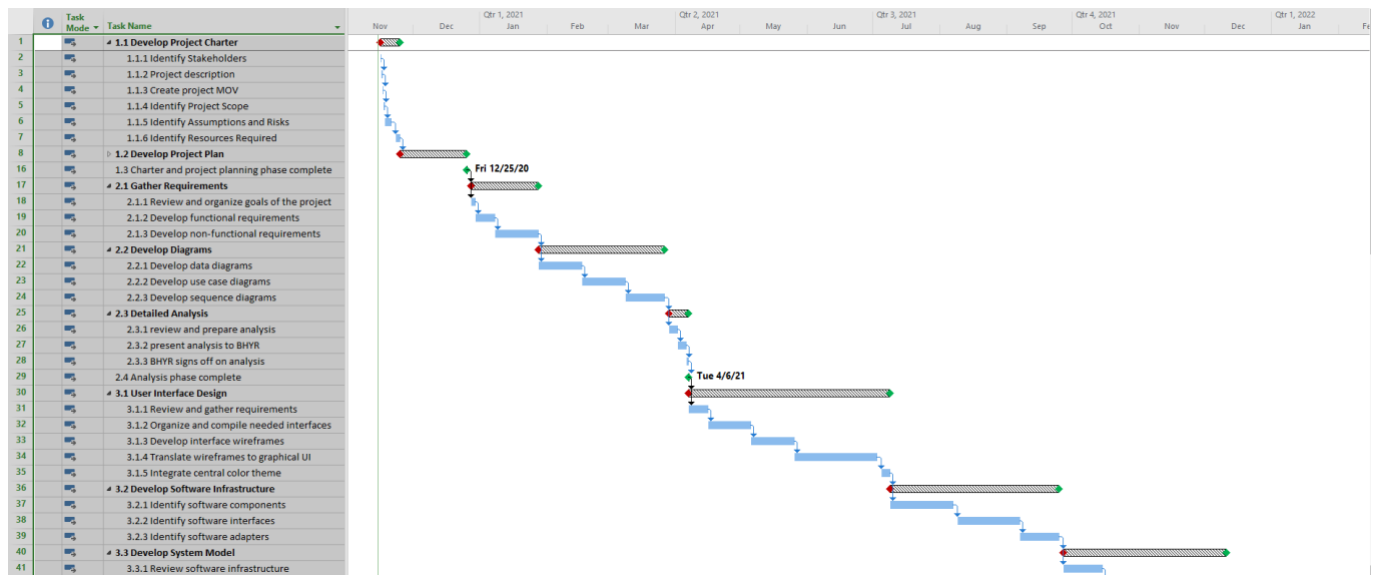 Task
Mode
Task Name
Qtr 1, 2021
Qtr 2, 2021
Qtr 3, 2021
Qtr 4, 2021
Qtr 1, 2022
Nov Dec Jan Feb Mar Apr May Jun Jul Aug Sep Oct Nov Dec Jan Fe
1 1.1 Develop Project Charter
2 1.1.1 Identify Stakeholders
3 1.1.2 Project description
4 1.1.3 Create project MOV
5 1.1.4 Identify Project Scope
6 1.1.5 Identify Assumptions and Risks
7 1.1.6 Identify Resources Required
8 1.2 Develop Project Plan
16 1.3 Charter and project planning phase complete Fri 12/25/20
17 2.1 Gather Requirements
18 2.1.1 Review and organize goals of the project
19 2.1.2 Develop functional requirements
20 2.1.3 Develop non-functional requirements
21 2.2 Develop Diagrams
22 2.2.1 Develop data diagrams
23 2.2.2 Develop use case diagrams
24 2.2.3 Develop sequence diagrams
25 2.3 Detailed Analysis
26 2.3.1 review and prepare analysis
27 2.3.2 present analysis to BHYR
28 2.3.3 BHYR signs off on analysis
29 2.4 Analysis phase complete Tue 4/6/21
30 3.1 User Interface Design
31 3.1.1 Review and gather requirements
32 3.1.2 Organize and compile needed interfaces
33 3.1.3 Develop interface wireframes
34 3.1.4 Translate wireframes to graphical UI
35 3.1.5 Integrate central color theme
36 3.2 Develop Software Infrastructure
37 3.2.1 Identify software components
38 3.2.2 Identify software interfaces
39 3.2.3 Identify software adapters
40 3.3 Develop System Model
41 3.3.1 Review software infrastructure